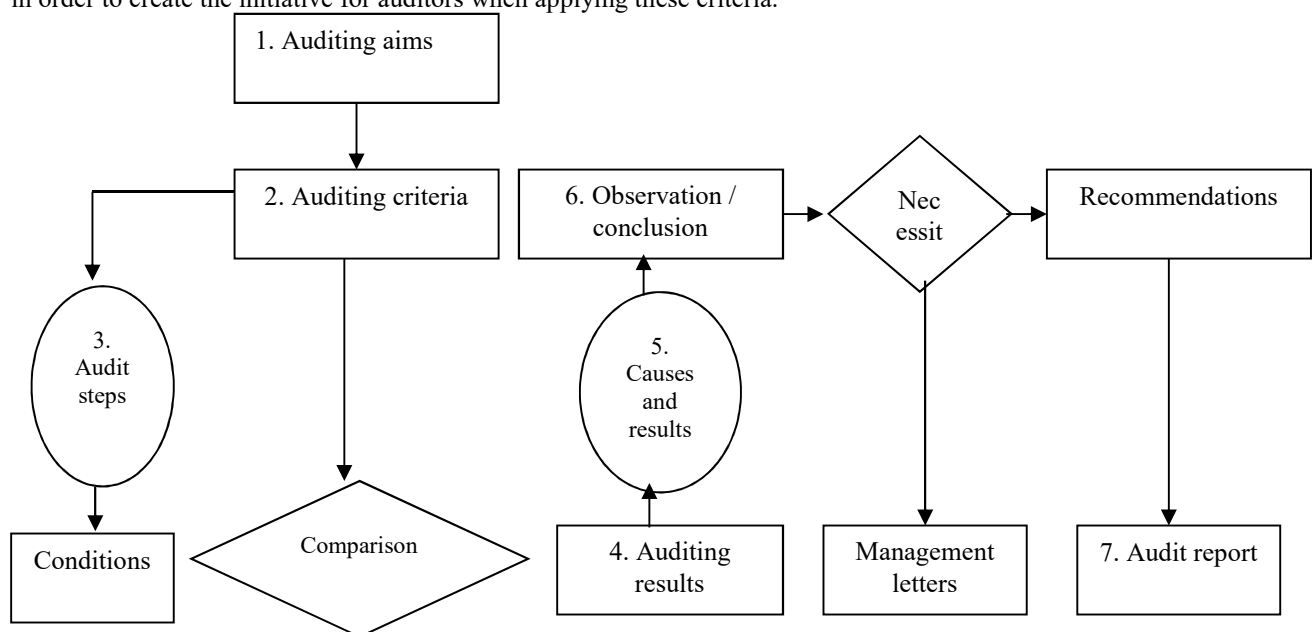 in order to create the initiative for auditors when applying these criteria.
1. Auditing aims
2. Auditing criteria
6. Observation /
conclusion
Nec
essit
Recommendations
3.
Audit
steps
5.
Causes
and
results
Conditions
Comparison
4. Auditing
results
Management
letters
7. Audit report